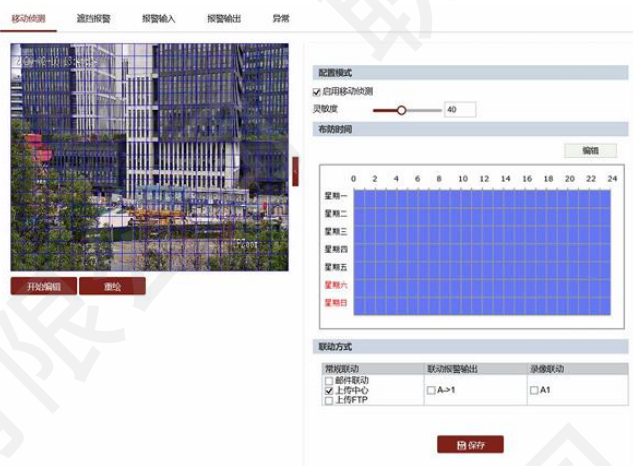 移动侦测 遮挡报警 报警输入 报警输出 异常
配置模式
启用移动侦测
灵敏度 40
布防时间
编辑
0 2 4 6 8 10 12 14 16 18 20 22 24
星期一
星期二
星期三
星期四
星期五
星期六
星期日
开始编辑 重绘
联动方式
常规联动 联动报警输出 录像联动
邮件联动
上传中心 A->1 A1
上传FTP
保存